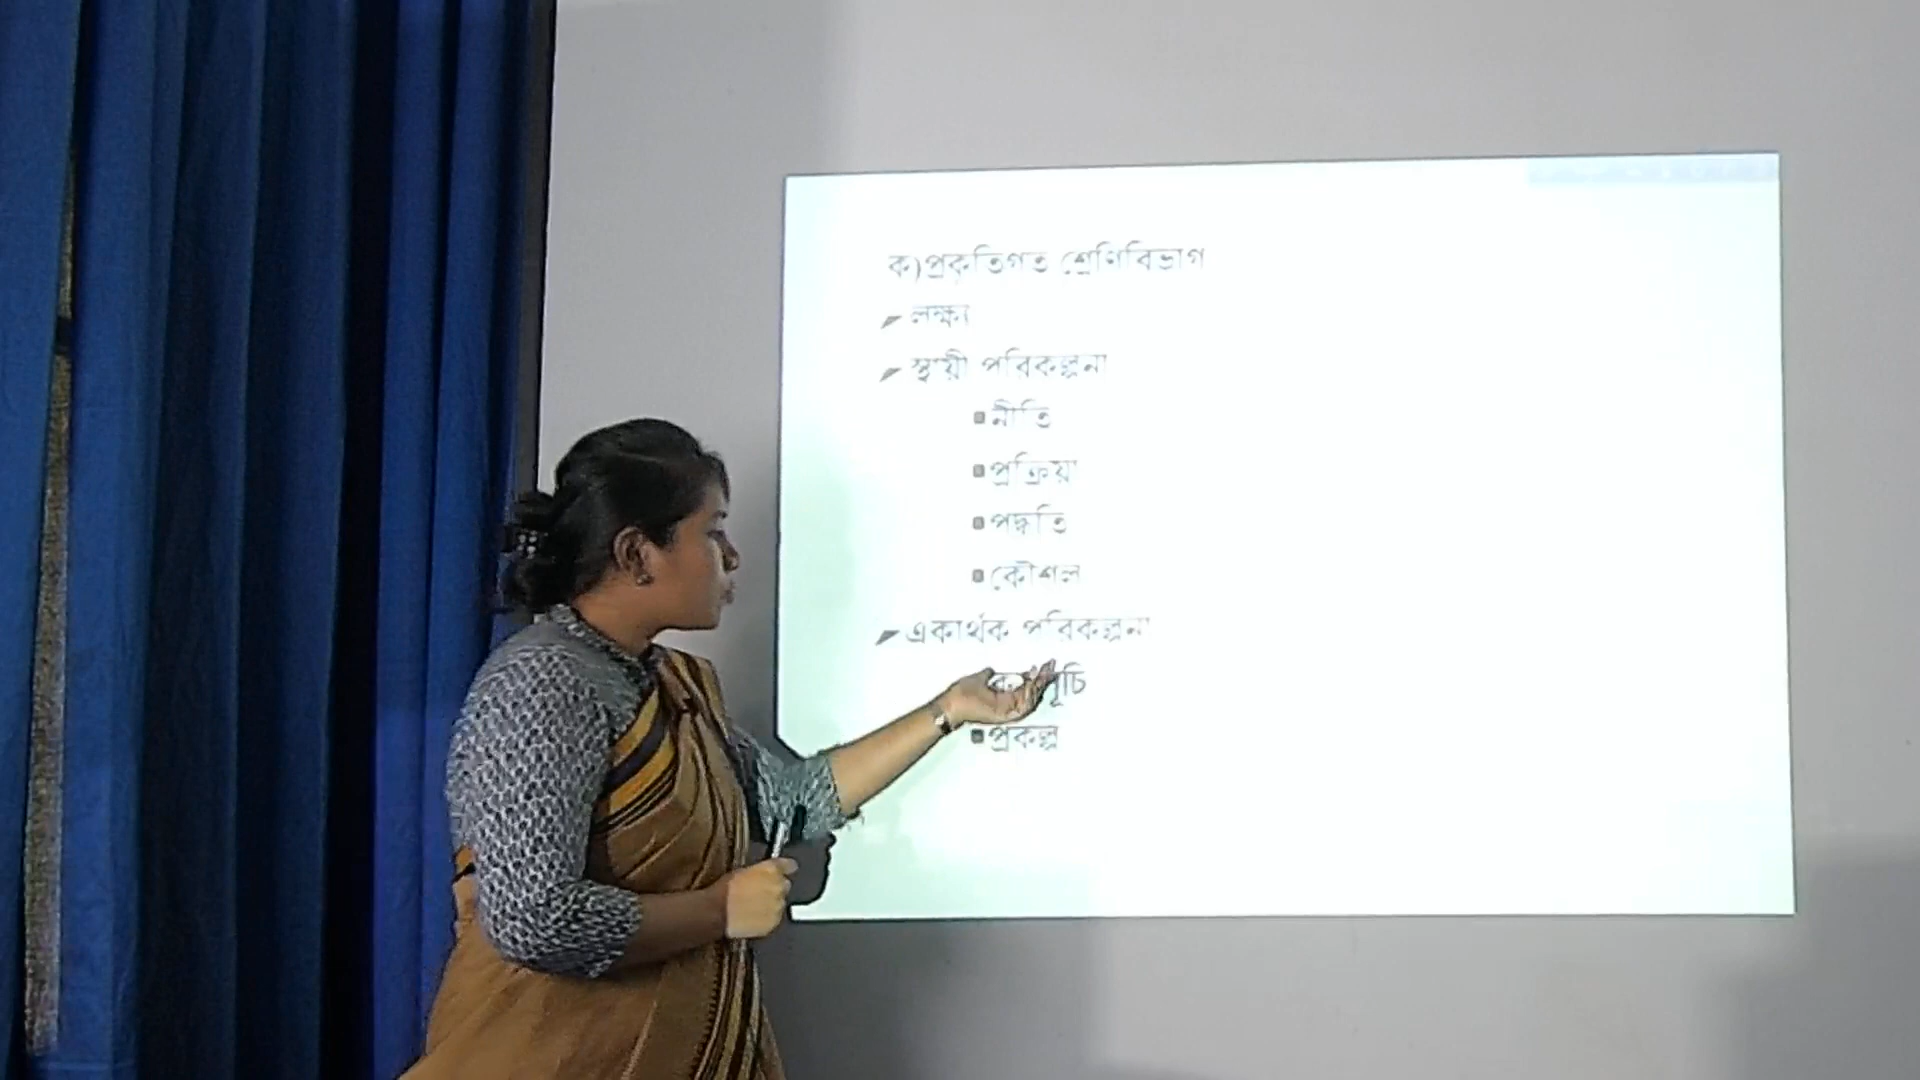 ক)প্রকৃতিগত শ্রেণিবিভাগ
লক্ষ্য
স্থায়ী পরিকল্পনা
নীতি
প্রক্রিয়া
পদ্ধতি
কৌশল
একার্থক পরিকল্পনা
প্রকল্প